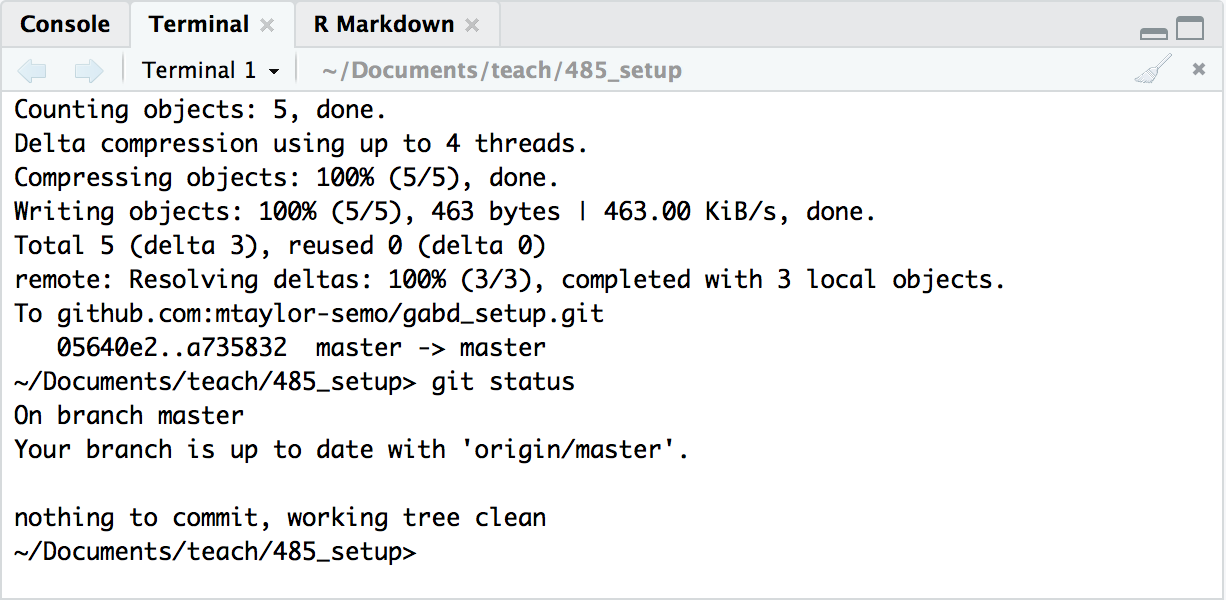 Console Terminal R Markdown
Terminal 1 ~/Documents/teach/485_setup
Counting objects: 5, done.
Delta compression using up to 4 threads.
Compressing objects: 100% (5/5), done.
Writing objects: 100% (5/5), 463 bytes | 463.00 KiB/s, done.
Total 5 (delta 3), reused 0 (delta 0)
remote: Resolving deltas: 100% (3/3), completed with 3 local objects.
To github.com:mtaylor-semo/gabd_setup.git
   05640e2..a735832  master -> master
~/Documents/teach/485_setup> git status
On branch master
Your branch is up to date with 'origin/master'.

nothing to commit, working tree clean
~/Documents/teach/485_setup>